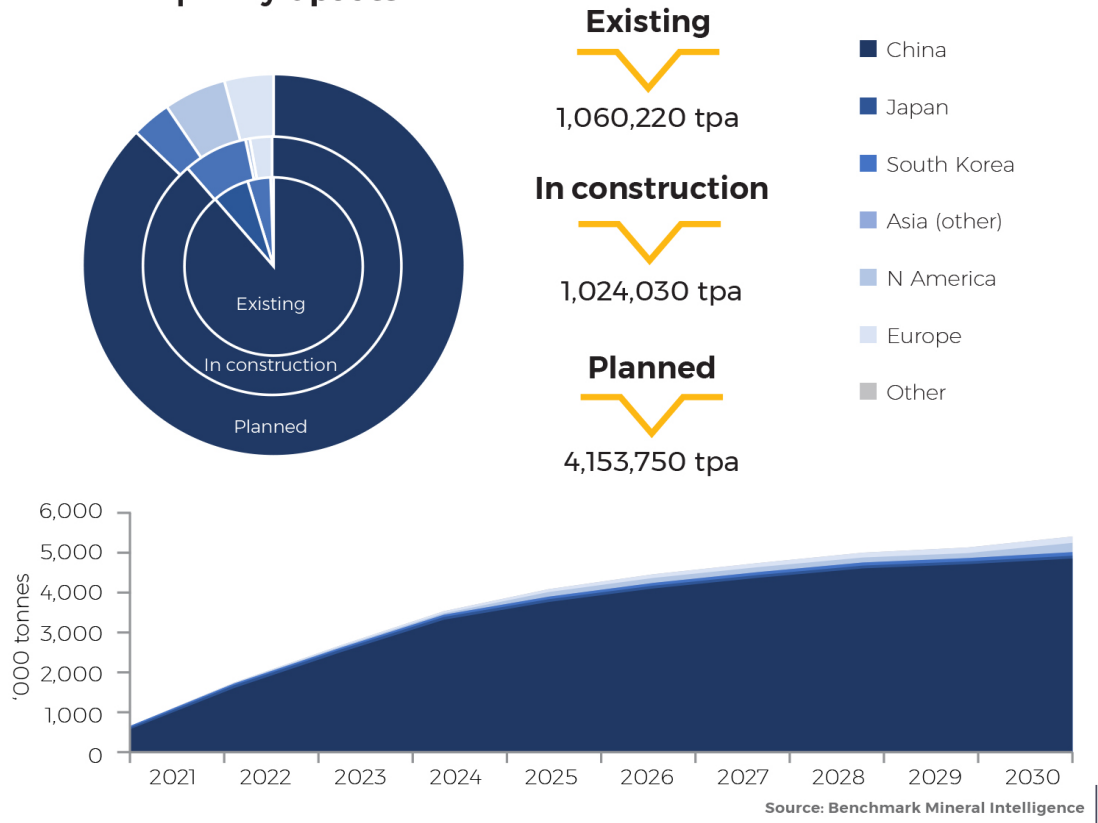 Existing
1,060,220 tpa
In construction
1,024,030 tpa
Planned
4,153,750 tpa
China
Japan
South Korea
Asia (other)
N America
Europe
Other
Existing
In construction
Planned
'000 tonnes
6,000
5,000
4,000
3,000
2,000
1,000
0
2021 2022 2023 2024 2025 2026 2027 2028 2029 2030
Source: Benchmark Mineral Intelligence